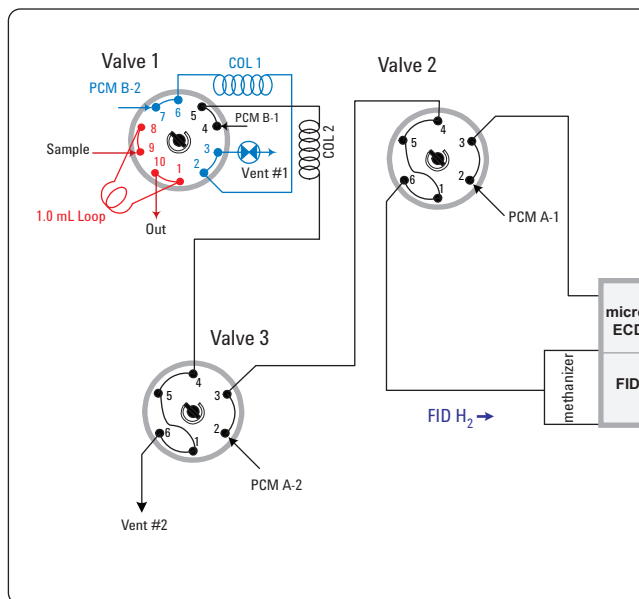 Valve 1
COL 1
PCM B-2
6
7
5
4
PCM B-1
8
3
Sample
9
10
1
2
Vent #1
1.0 mL Loop
Out
COL 2
Valve 2
4
5
3
6
2
1
PCM A-1
micro
ECD
methanizer
FID
FID H₂
Valve 3
4
5
3
6
2
1
PCM A-2
Vent #2